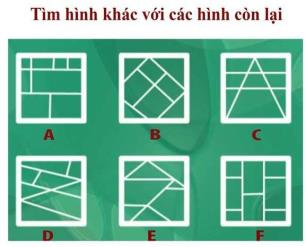 Tìm hình khác với các hình còn lại
A B C
D E F